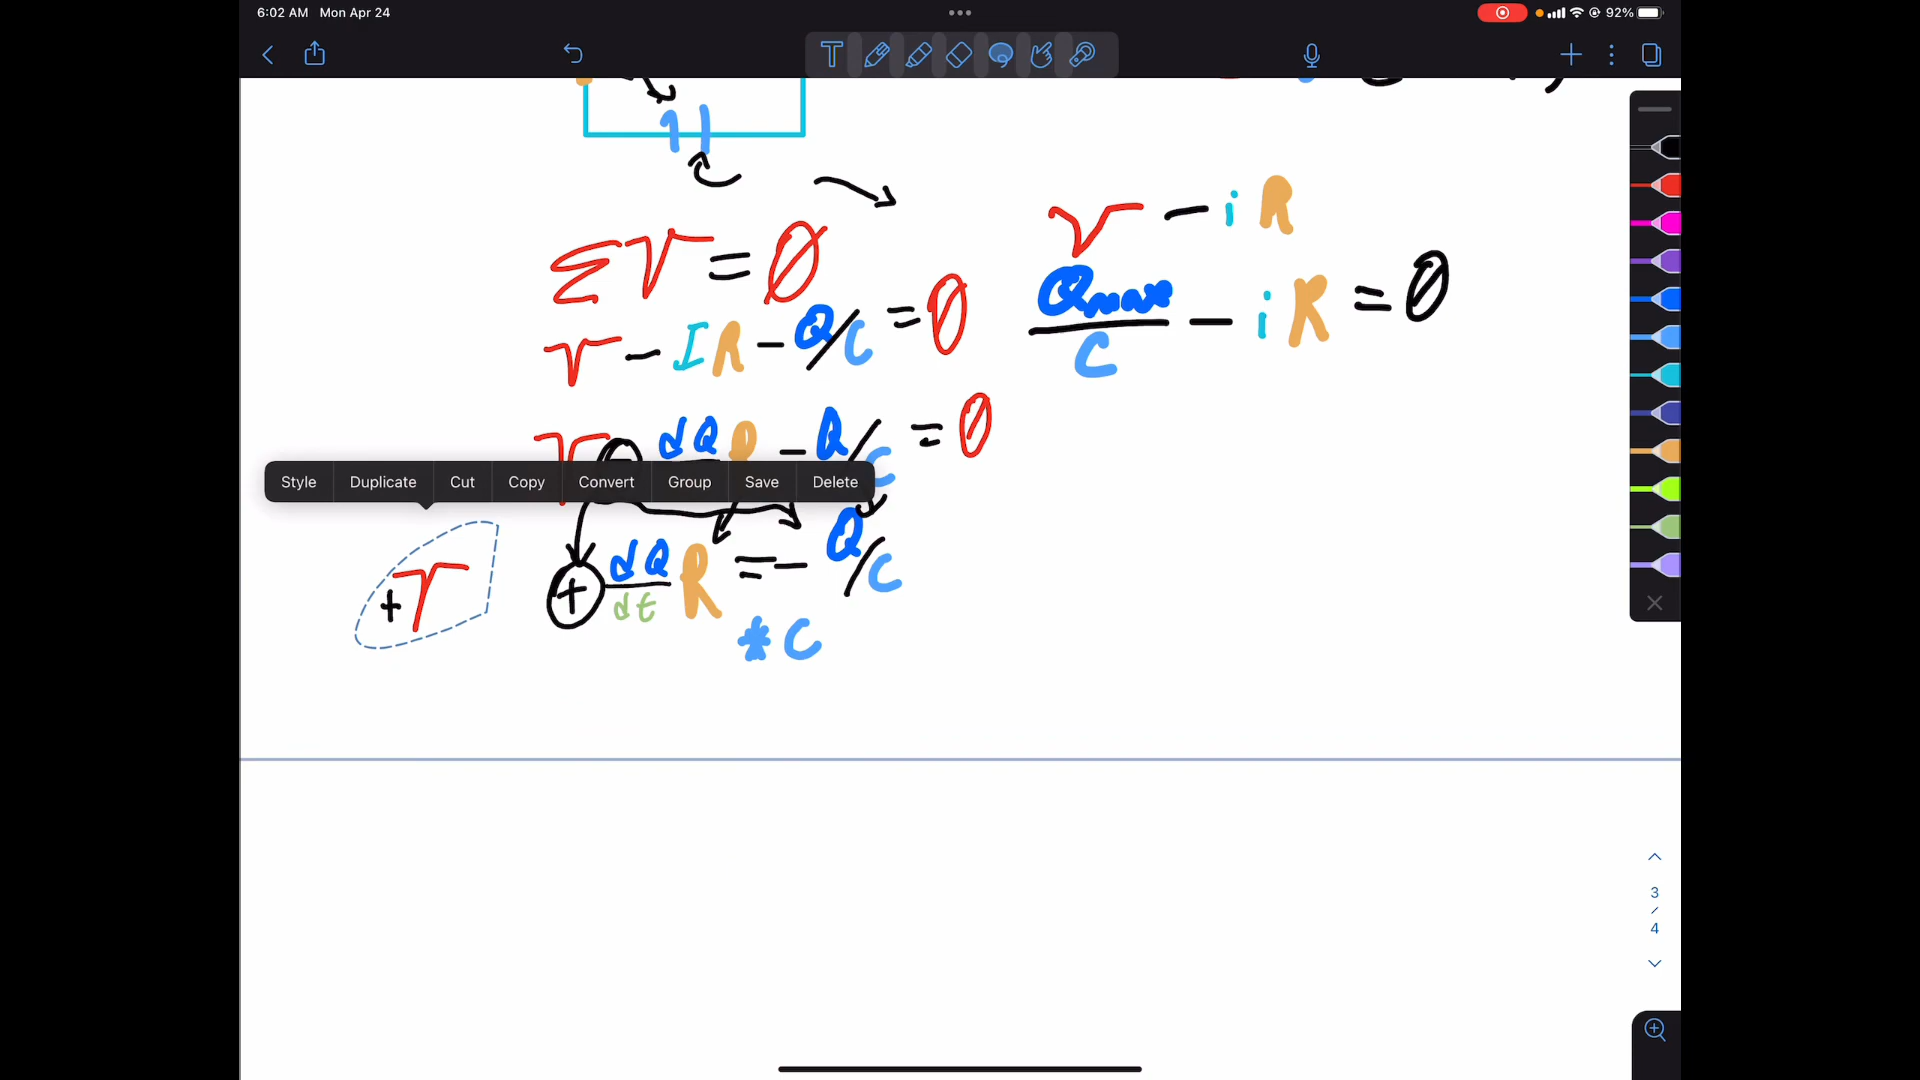 6:02 AM Mon Apr 24
92%
T
ΣV = 0
V - IR - Q/C = 0
V - iR
Qmax/C - iR = 0
dQ R - Q/C = 0
Style Duplicate Cut Copy Convert Group Save Delete
+V
+ dQ/dt R = - Q/C
* C
3
/
4